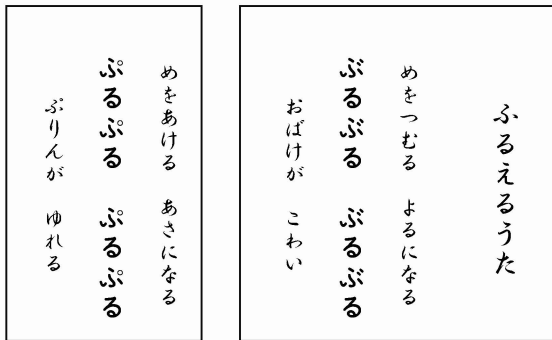 ふるえるうた
めをつむる　よるになる
ぶるぶる　ぶるぶる
おばけが　こわい
めをあける　あさになる
ぷるぷる　ぷるぷる
ぷりんが　ゆれる